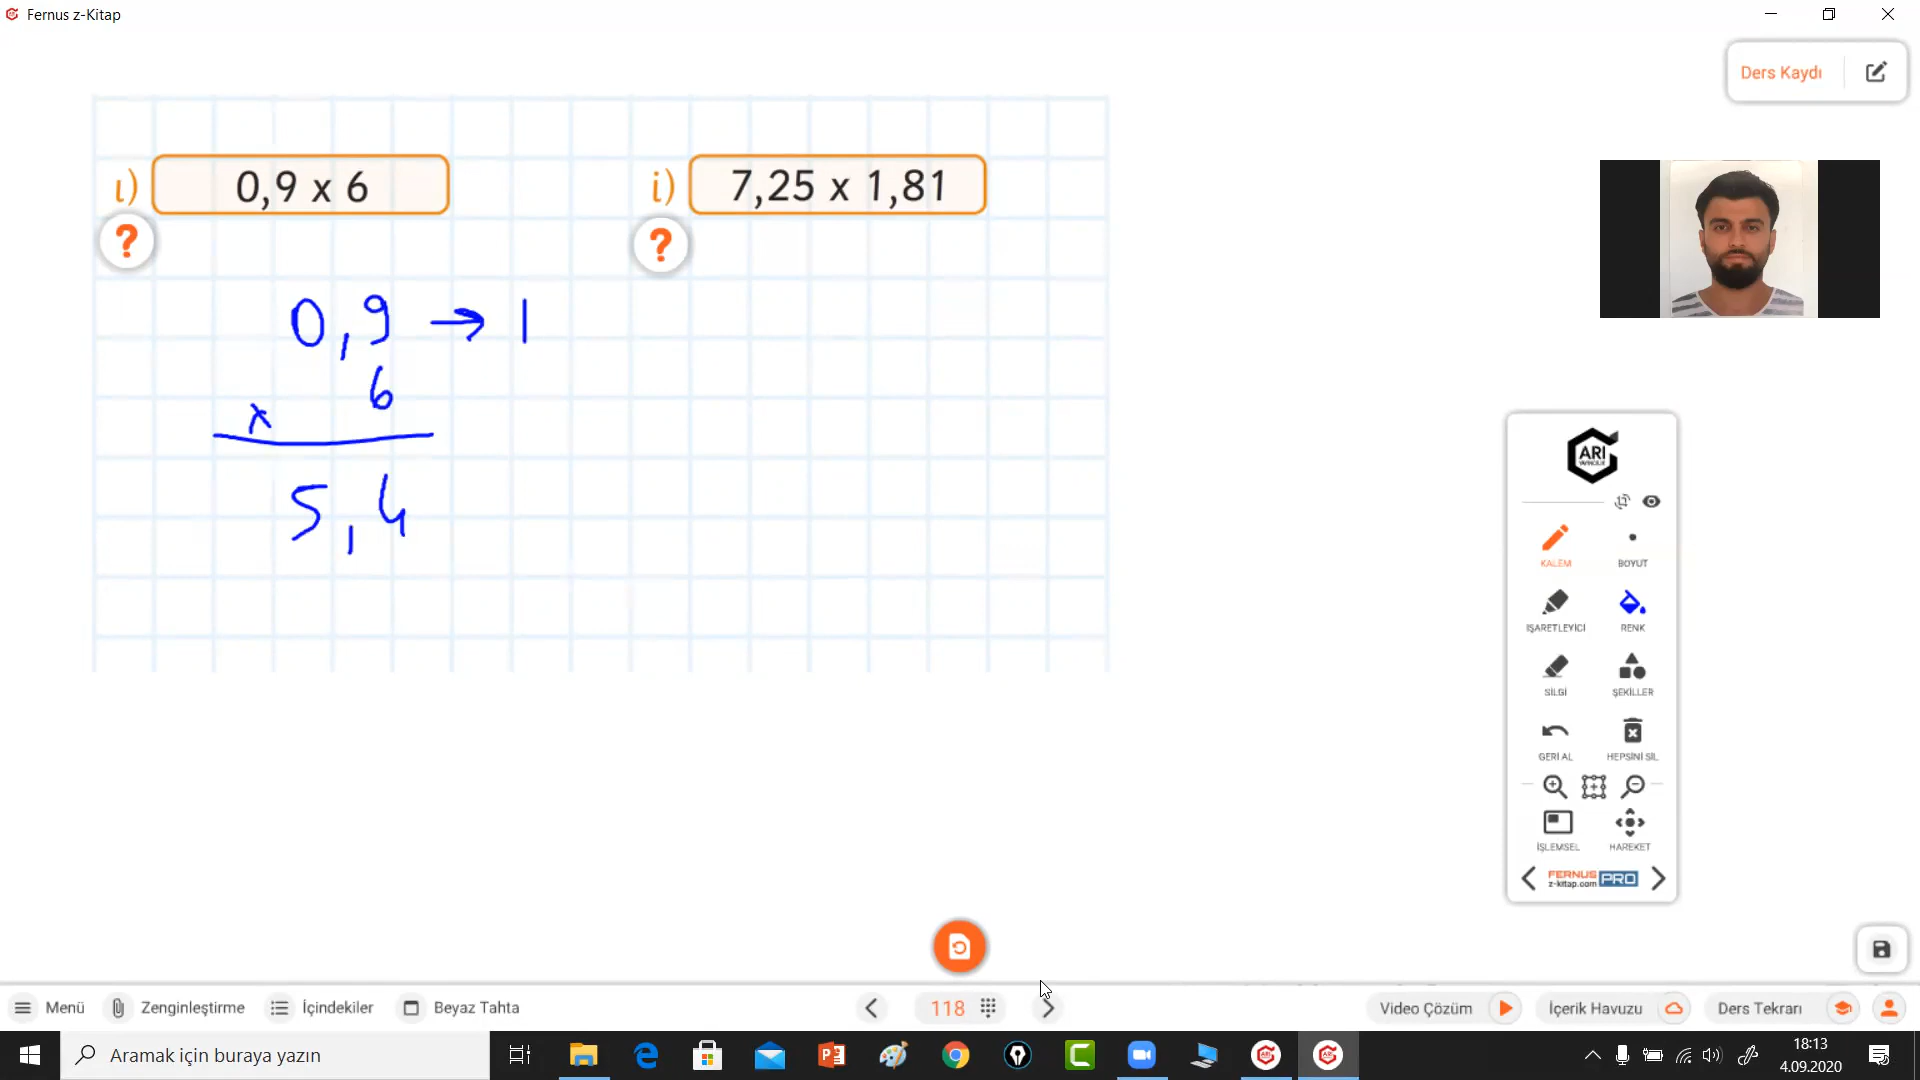 Fernus z-Kitap
Ders Kaydı
ı) 0,9 x 6
i) 7,25 x 1,81
?
?
0,9 → 1
6
x
5,4
ARI
YAYINCILIK
KALEM
BOYUT
İŞARETLEYİCİ
RENK
SİLGİ
ŞEKİLLER
GERİ AL
HEPSİNİ SİL
İŞLEMSEL
HAREKET
FERNUS
z-kitap.com
PRO
Menü
Zenginleştirme
İçindekiler
Beyaz Tahta
118
Video Çözüm
İçerik Havuzu
Ders Tekrarı
Aramak için buraya yazın
18:13
4.09.2020